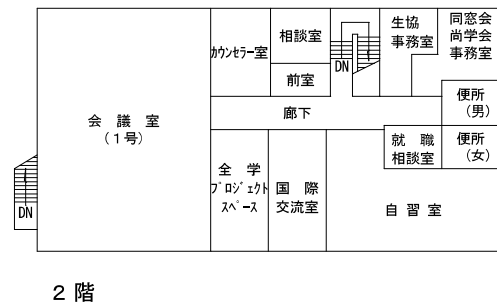 カウンセラー室
相談室
前室
DN
生協
事務室
同窓会
尚学会
事務室
会 議 室
(1号)
廊下
便所
(男)
就 職
相談室
便所
(女)
全 学
プロジェクト
スペース
国 際
交流室
自 習 室
DN
2 階